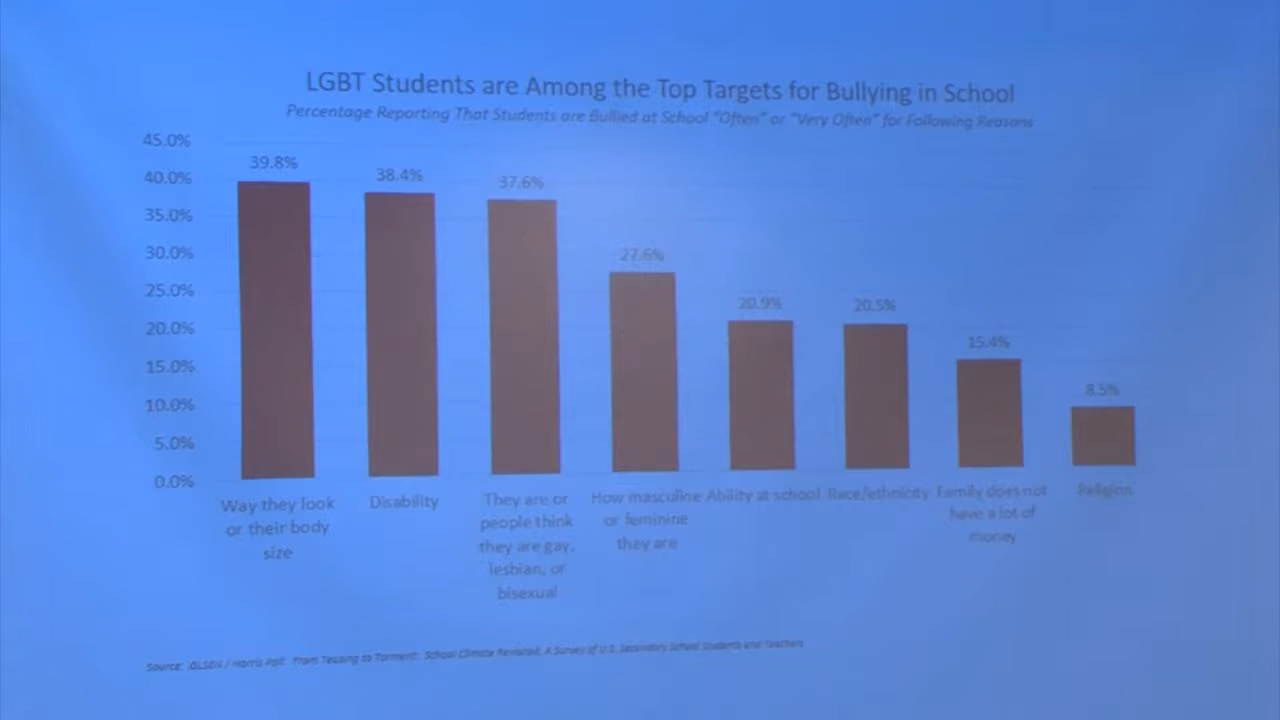 LGBT Students are Among the Top Targets for Bullying in School
Percentage Reporting That Students are Bullied at School "Often" or "Very Often" for Following Reasons
45.0%
40.0%
35.0%
30.0%
25.0%
20.0%
15.0%
10.0%
5.0%
0.0%
39.8%
38.4%
37.6%
27.6%
20.9%
20.5%
15.4%
8.5%
Way they look
or their body
size
Disability
They are or
people think
they are gay,
lesbian, or
bisexual
How masculine
or feminine
they are
Ability at school
Race/ethnicity
Family does not
have a lot of
money
Religion
Source: GLSEN / Harris Poll. From Teasing to Torment: School Climate Revisited, A Survey of U.S. Secondary School Students and Teachers